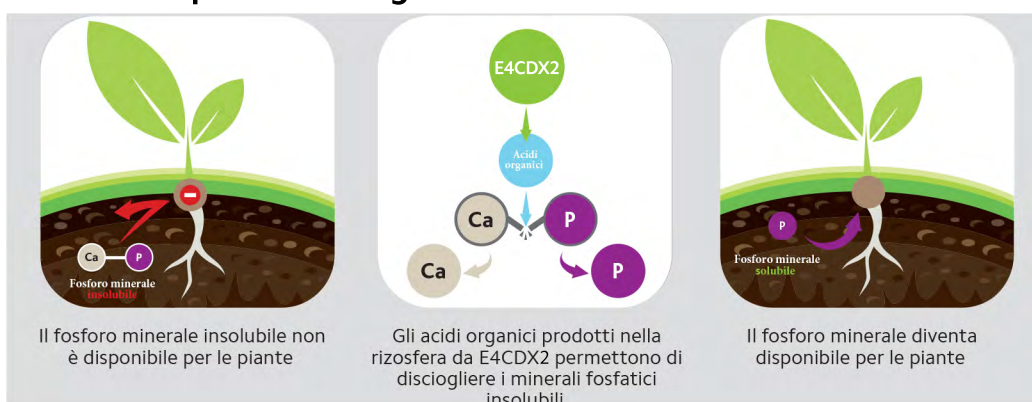 Ca
P
Fosforo minerale
insolubile
Il fosforo minerale insolubile non
è disponibile per le piante
E4CDX2
Acidi
organici
Ca
P
Ca
P
Gli acidi organici prodotti nella
rizosfera da E4CDX2 permettono di
disciogliere i minerali fosfatici
insolubili
P
Fosforo minerale
solubile
Il fosforo minerale diventa
disponibile per le piante